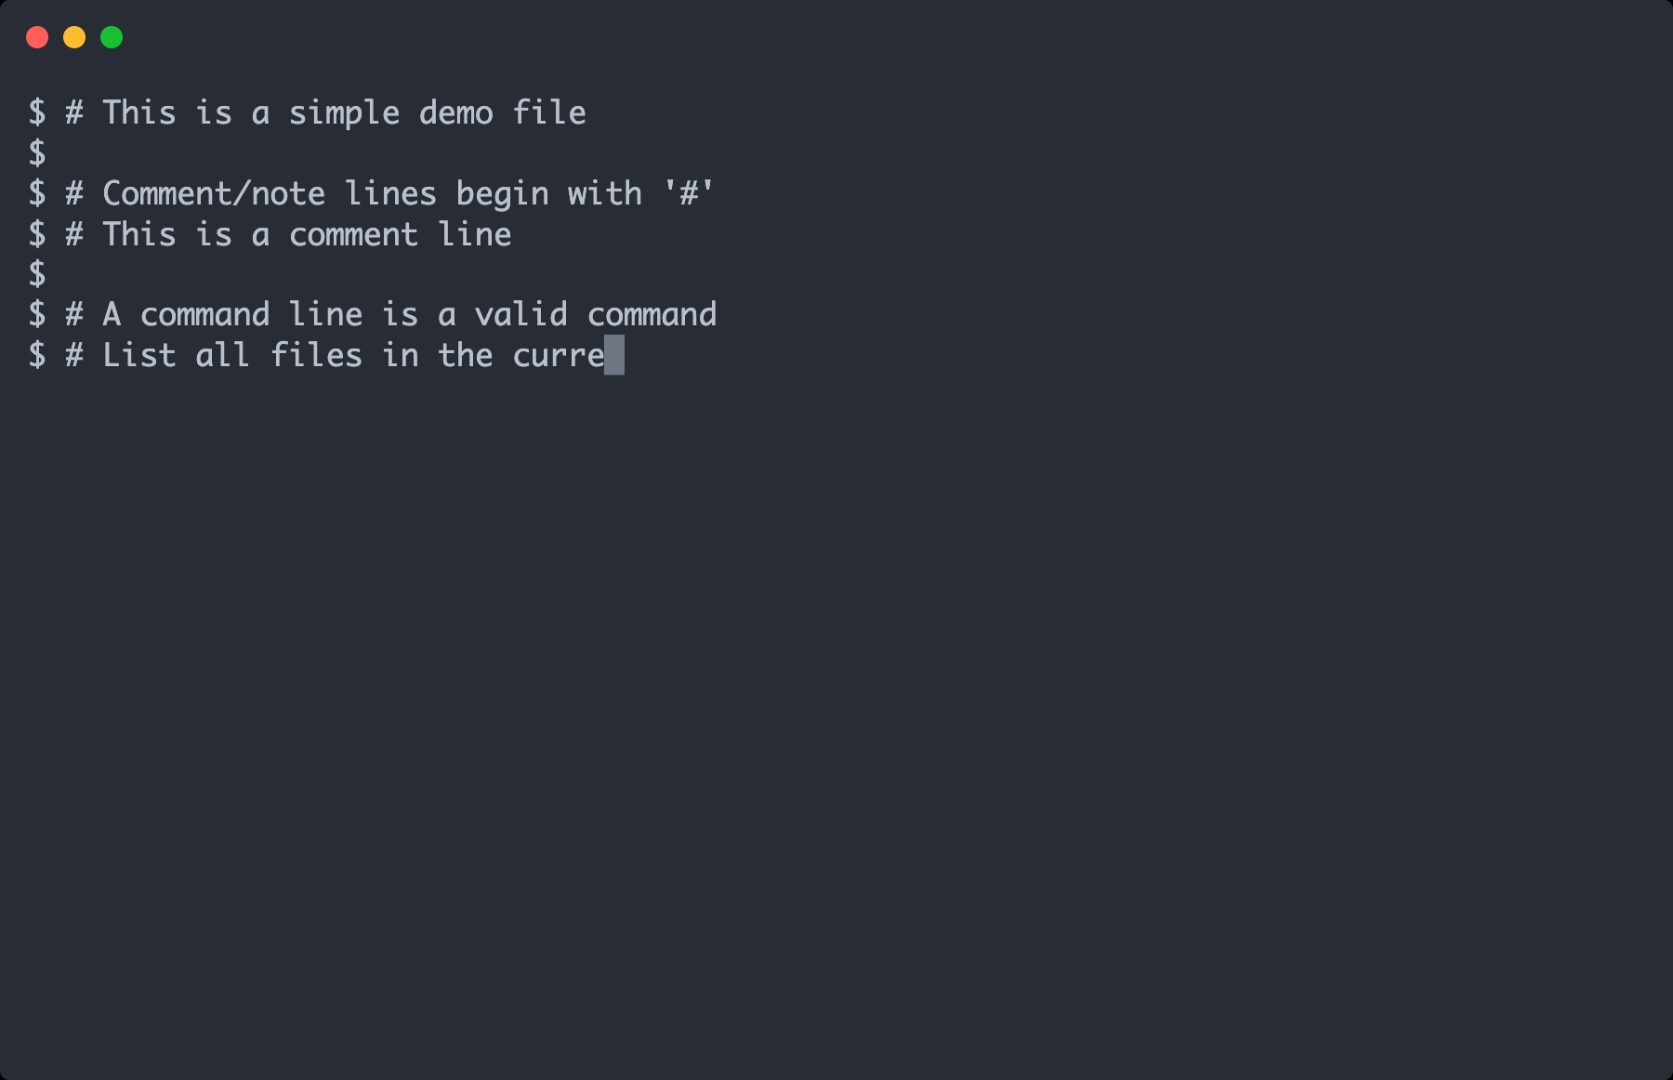 $ # This is a simple demo file
$
$ # Comment/note lines begin with '#'
$ # This is a comment line
$
$ # A command line is a valid command
$ # List all files in the curre